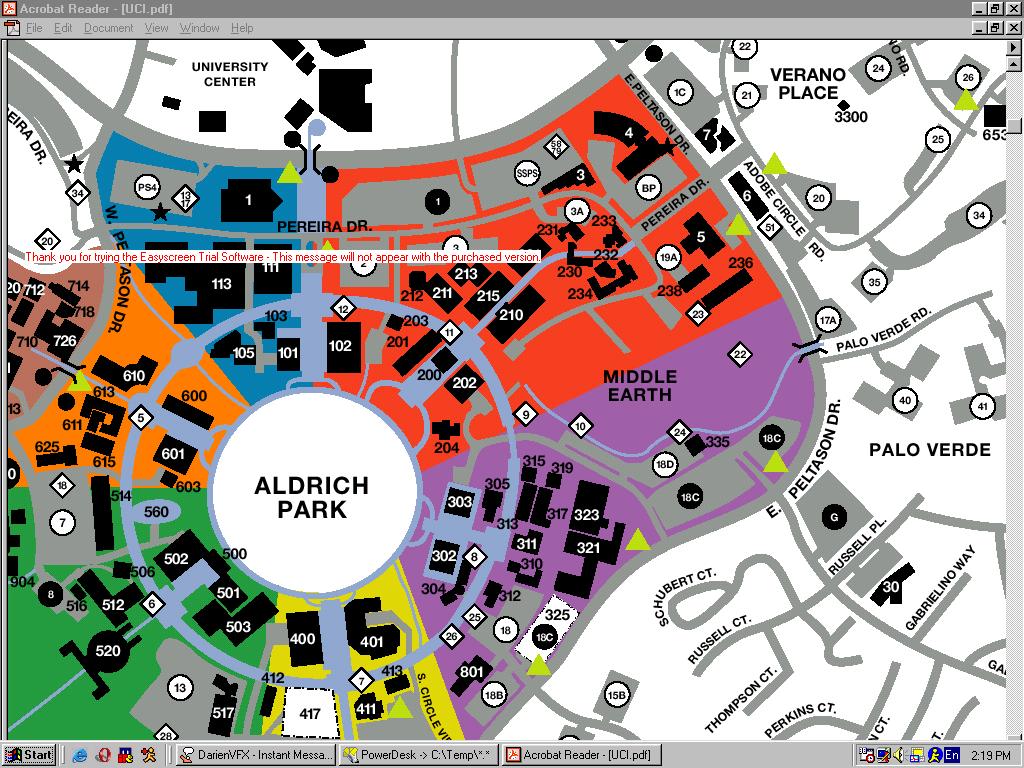 Acrobat Reader - [UCI.pdf]
File Edit Document View Window Help
UNIVERSITY
CENTER
E. PELTASON DR.
1C
22
21
VERANO
PLACE
24
NO RD.
26
3300
653
25
EIRA DR.
4
7
58
79
SSPS
3
BP
34
PS4
13
17
1
1
6
ADOBE CIRCLE RD.
20
51
34
PEREIRA DR.
3A
PEREIRA DR.
231
233
5
20
W. PELTASON DR.
3
232
Thank you for trying the Easyscreen Trial Software - This message will not appear with the purchased version.
2
19A
236
230
234
238
35
20
712
714
718
113
111
213
212
211
215
210
23
17A
PALO VERDE RD.
103
12
203
11
710
726
105
101
102
201
200
22
610
600
202
MIDDLE
EARTH
40
41
613
13
611
5
9
10
24
335
18C
625
615
601
204
18D
PALO VERDE
603
315
319
18
514
ALDRICH
PARK
305
18C
E. PELTASON DR.
303
317
323
560
7
313
G
311
321
500
502
302
8
RUSSELL PL.
506
310
904
8
501
304
SCHUBERT CT.
30
GABRIELINO WAY
516
512
6
312
325
503
400
401
25
18
18C
RUSSELL CT.
26
520
801
412
413
7
13
18B
15B
THOMPSON CT.
517
417
411
S. CIRCLE VI
PERKINS CT.
28
Start
DarienVFX - Instant Messa...
PowerDesk -> C:\Temp\*.*
Acrobat Reader - [UCI.pdf]
En
2:19 PM